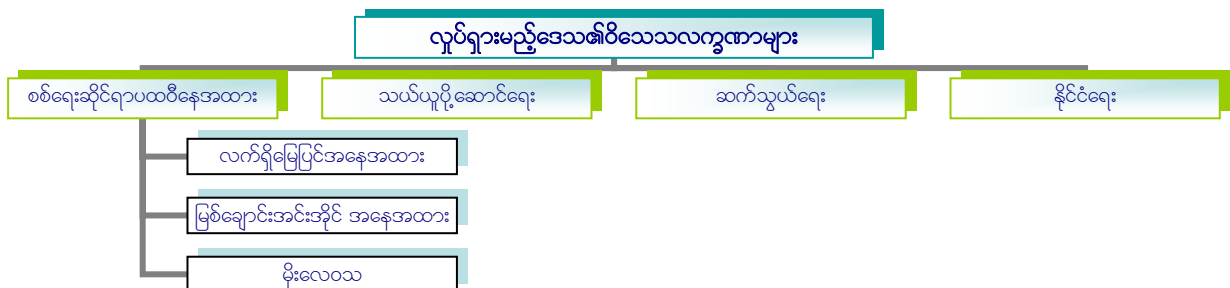 လှုပ်ရှားမည့်ဒေသ၏ဝိသေသလက္ခဏာများ
စစ်ရေးဆိုင်ရာပထဝီနေအထား
သယ်ယူပို့ဆောင်ရေး
ဆက်သွယ်ရေး
နိုင်ငံရေး
လက်ရှိမြေပြင်အနေအထား
မြစ်ချောင်းအင်းအိုင် အနေအထား
မိုးလေဝသ